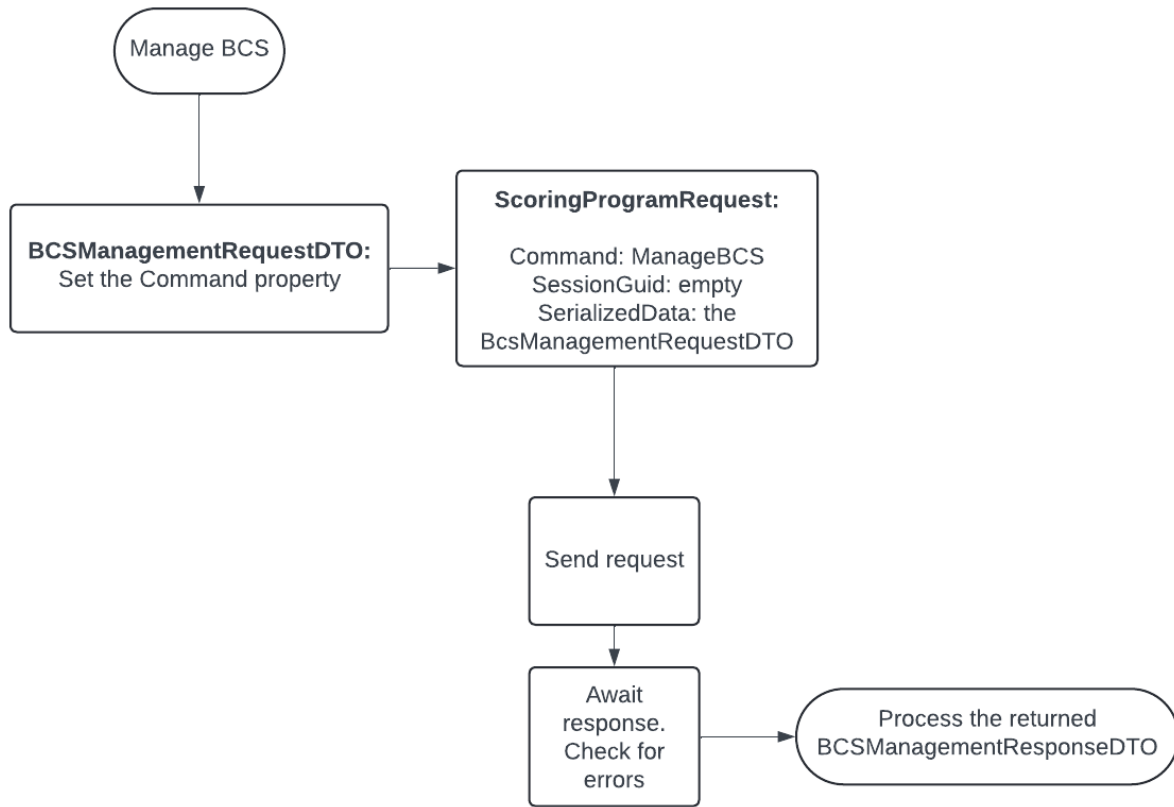 Manage BCS
BCSManagementRequestDTO:
Set the Command property
ScoringProgramRequest:
Command: ManageBCS
SessionGuid: empty
SerializedData: the
BcsManagementRequestDTO
Send request
Await
response.
Check for
errors
Process the returned
BCSManagementResponseDTO